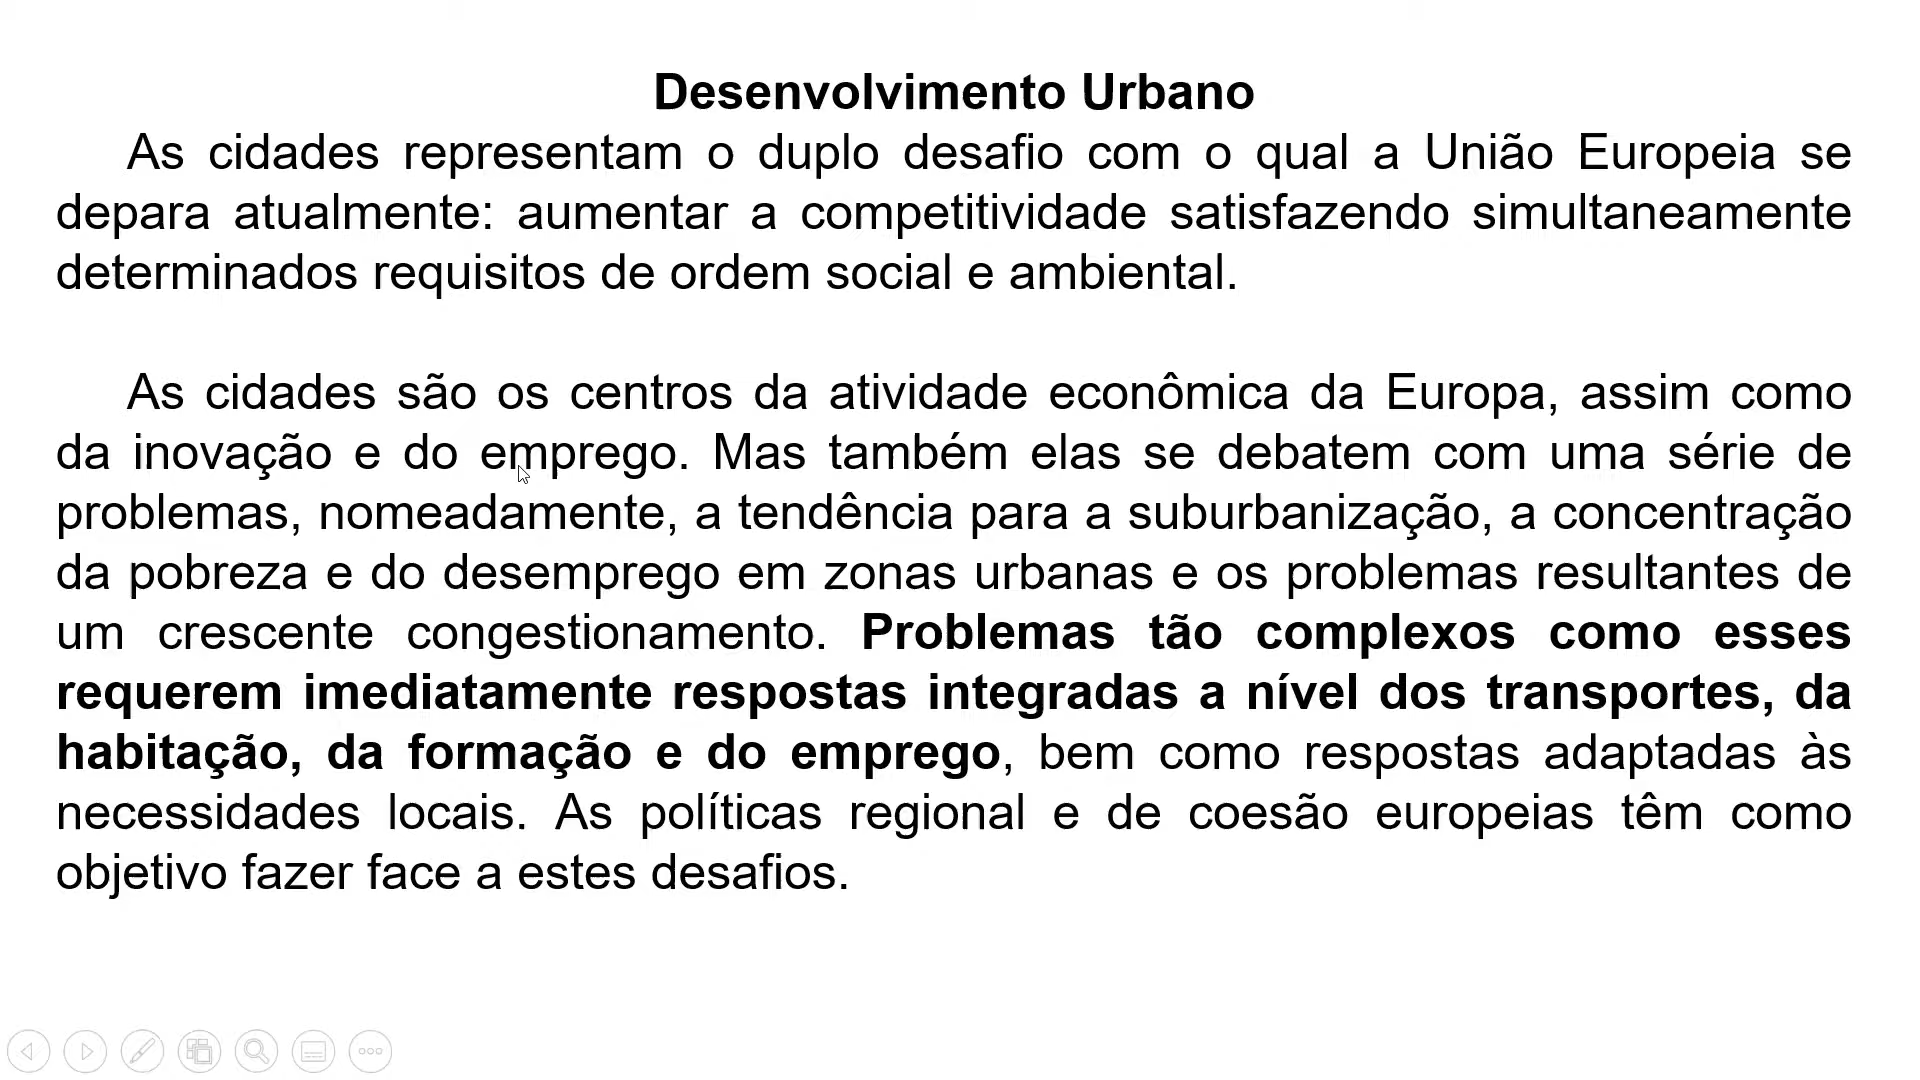 Desenvolvimento Urbano
As cidades representam o duplo desafio com o qual a União Europeia se
depara atualmente: aumentar a competitividade satisfazendo simultaneamente
determinados requisitos de ordem social e ambiental.
As cidades são os centros da atividade econômica da Europa, assim como
da inovação e do emprego. Mas também elas se debatem com uma série de
problemas, nomeadamente, a tendência para a suburbanização, a concentração
da pobreza e do desemprego em zonas urbanas e os problemas resultantes de
um crescente congestionamento. Problemas tão complexos como esses
requerem imediatamente respostas integradas a nível dos transportes, da
habitação, da formação e do emprego, bem como respostas adaptadas às
necessidades locais. As políticas regional e de coesão europeias têm como
objetivo fazer face a estes desafios.